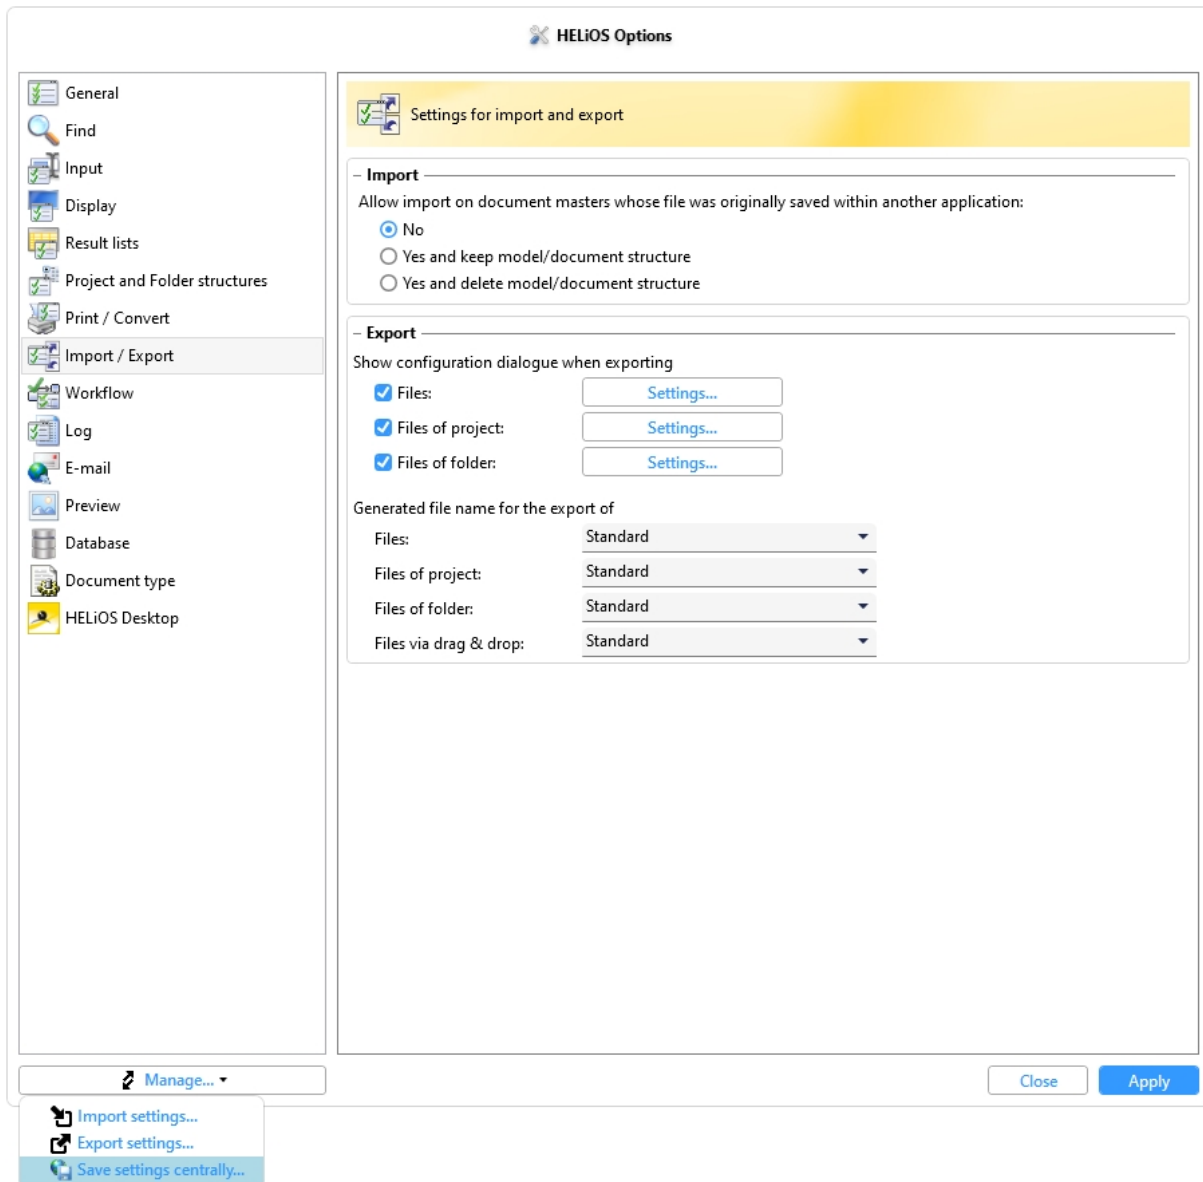 HELiOS Options
General
Find
Input
Display
Result lists
Project and Folder structures
Print / Convert
Import / Export
Workflow
Log
E-mail
Preview
Database
Document type
HELiOS Desktop
Settings for import and export
Import
Allow import on document masters whose file was originally saved within another application:
No
Yes and keep model/document structure
Yes and delete model/document structure
Export
Show configuration dialogue when exporting
Files: Settings...
Files of project: Settings...
Files of folder: Settings...
Generated file name for the export of
Files: Standard
Files of project: Standard
Files of folder: Standard
Files via drag & drop: Standard
Manage...
Close Apply
Import settings...
Export settings...
Save settings centrally...